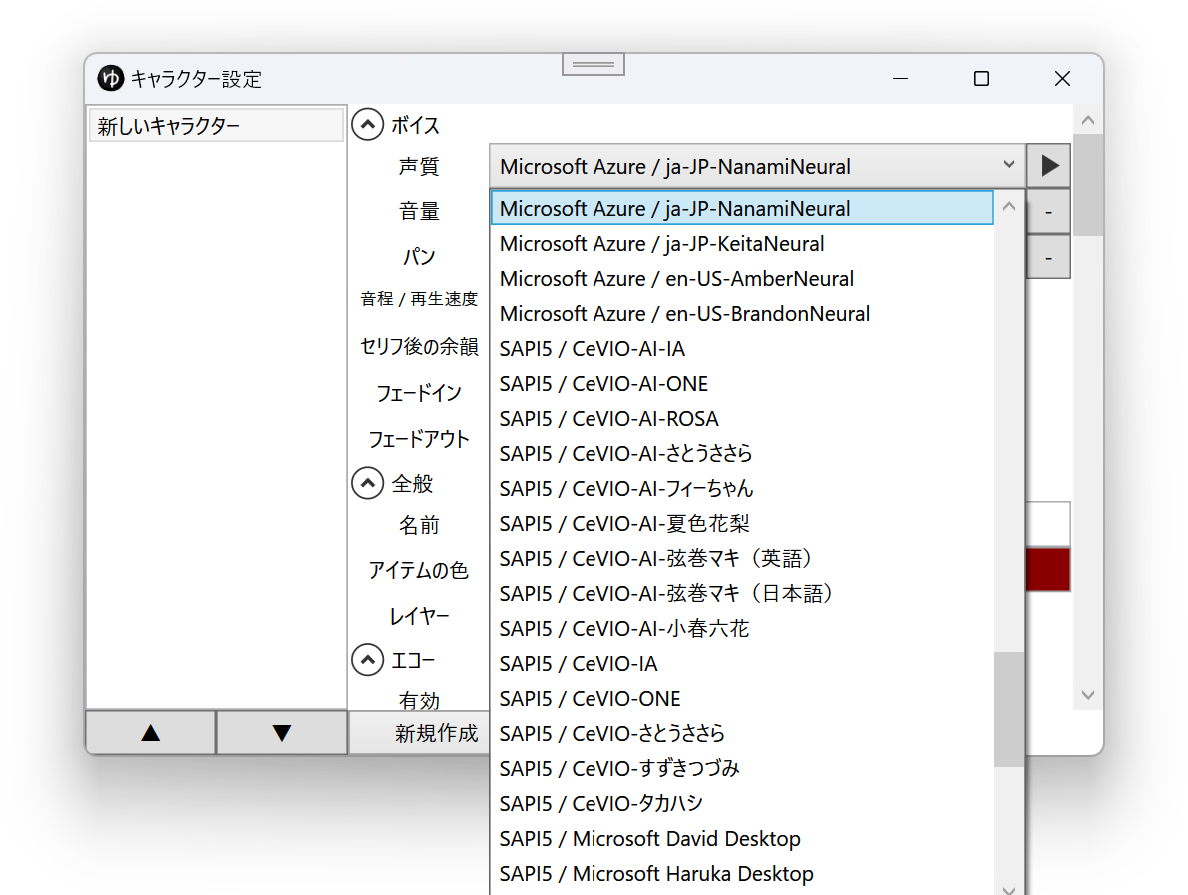 ゆ キャラクター設定
新しいキャラクター
ボイス
声質
Microsoft Azure / ja-JP-NanamiNeural
音量
-
パン
-
音程 / 再生速度
セリフ後の余韻
フェードイン
フェードアウト
全般
名前
アイテムの色
レイヤー
エコー
有効
新規作成
Microsoft Azure / ja-JP-NanamiNeural
Microsoft Azure / ja-JP-KeitaNeural
Microsoft Azure / en-US-AmberNeural
Microsoft Azure / en-US-BrandonNeural
SAPI5 / CeVIO-AI-IA
SAPI5 / CeVIO-AI-ONE
SAPI5 / CeVIO-AI-ROSA
SAPI5 / CeVIO-AI-さとうささら
SAPI5 / CeVIO-AI-フィーちゃん
SAPI5 / CeVIO-AI-夏色花梨
SAPI5 / CeVIO-AI-弦巻マキ（英語）
SAPI5 / CeVIO-AI-弦巻マキ（日本語）
SAPI5 / CeVIO-AI-小春六花
SAPI5 / CeVIO-IA
SAPI5 / CeVIO-ONE
SAPI5 / CeVIO-さとうささら
SAPI5 / CeVIO-すずきつづみ
SAPI5 / CeVIO-タカハシ
SAPI5 / Microsoft David Desktop
SAPI5 / Microsoft Haruka Desktop